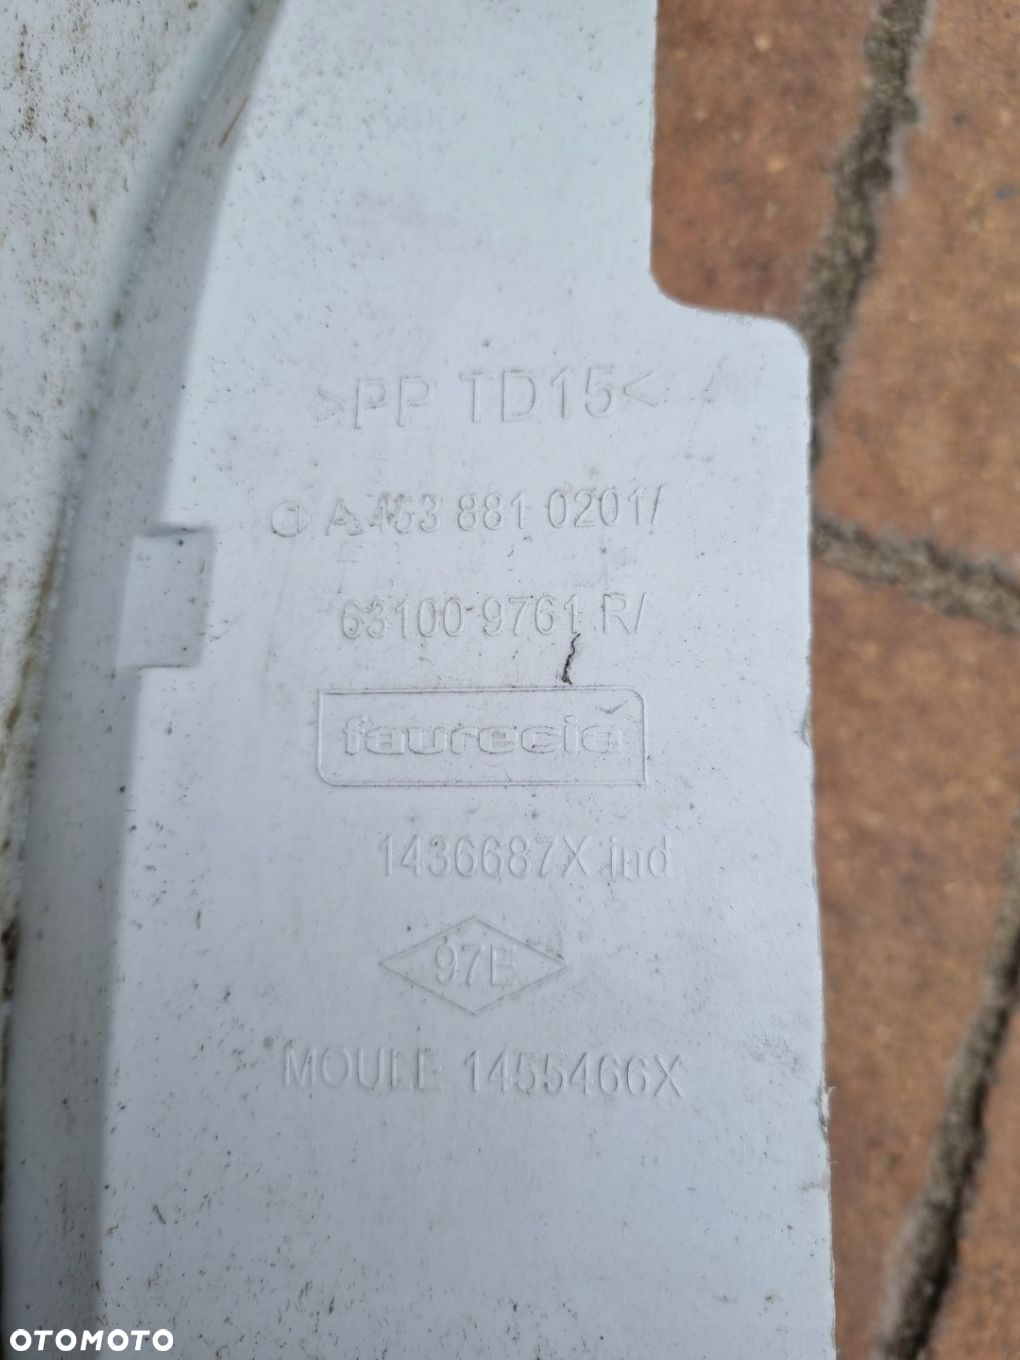 >PP TD15<
A 453 881 0201/
63100 9761 R/
faurecia
1436687X ind
97E
MOULE 1455466X
OTOMOTO